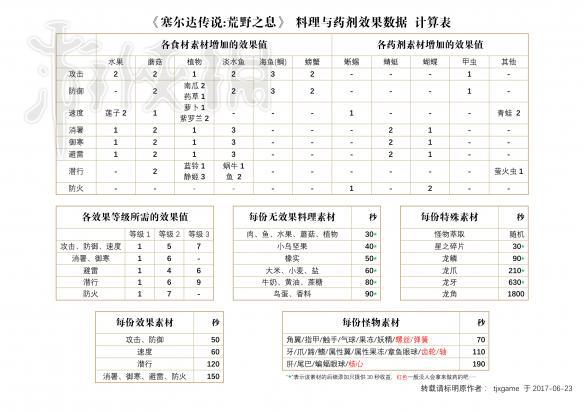 《塞尔达传说:荒野之息》 料理与药剂效果数据 计算表
各食材素材增加的效果值 各药剂素材增加的效果值
水果 蘑菇 植物 淡水鱼 海鱼(鲷) 螃蟹 蜥蜴 蜻蜓 蝴蝶 甲虫 其他
攻击 2 2 1 2 3 2 - - - 1 -
防御 - 2 南瓜 2 药草 1 2 3 2 - - - 1 -
速度 莲子 2 1 萝卜 1 紫罗兰 2 - - - 1 - - - 青蛙 2
消暑 1 2 1 3 - - - 2 1 - -
御寒 1 2 1 3 - - - 2 1 - -
避雷 1 2 1 3 - - - 2 1 - -
潜行 - 2 蓝铃 1 静姬 3 蜗牛 1 鱼 2 - - - - - - 萤火虫 1
防火 - - - - - - 1 - 2 - -
各效果等级所需的效果值
等级 1 等级 2 等级 3
攻击、防御、速度 1 5 7
消暑、御寒 1 6 -
避雷 1 4 6
潜行 1 6 9
防火 1 7 -
每份无效果料理素材 秒
肉、鱼、水果、蘑菇、植物 30*
小鸟坚果 40*
橡实 50*
大米、小麦、盐 60*
牛奶、黄油、蔗糖 80*
鸟蛋、香料 90*
每份特殊素材 秒
怪物萃取 随机
星之碎片 30*
龙鳞 90*
龙爪 210*
龙牙 630*
龙角 1800
每份效果素材 秒
攻击、防御 50
速度 60
潜行 120
消暑、御寒、避雷、防火 150
每份怪物素材 秒
角翼/指甲/触手/气球/果冻/妖精/螺丝/弹簧 70
牙/爪/蹄/鳍/属性翼/属性果冻/章鱼眼球/齿轮/轴 110
肝/尾巴/蝙蝠眼球/核心 190
"*"表示该素材的后续添加只提供 30 秒收益, 红色一般没人会拿来做药的吧……
转载请标明原作者： tjxgame 于 2017-06-23